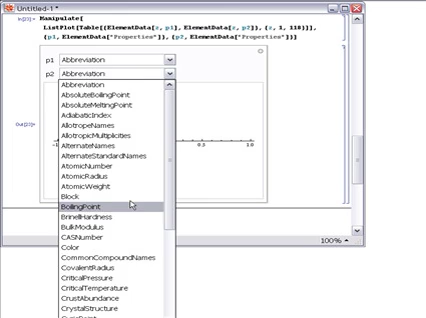 Untitled-1 *
In[23]:= Manipulate[
ListPlot[Table[{ElementData[z, p1], ElementData[z, p2]}, {z, 1, 118}]],
{p1, ElementData["Properties"]}, {p2, ElementData["Properties"]}]
p1 Abbreviation
p2 Abbreviation
Abbreviation
AbsoluteBoilingPoint
AbsoluteMeltingPoint
AdiabaticIndex
AllotropeNames
AllotropicMultiplicities
AlternateNames
AlternateStandardNames
Out[23]= 0.5 1.0
AtomicNumber
AtomicRadius
AtomicWeight
Block
BoilingPoint
BrinellHardness
BulkModulus
CASNumber
Color
100%
CommonCompoundNames
CovalentRadius
CriticalPressure
CriticalTemperature
CrustAbundance
CrystalStructure